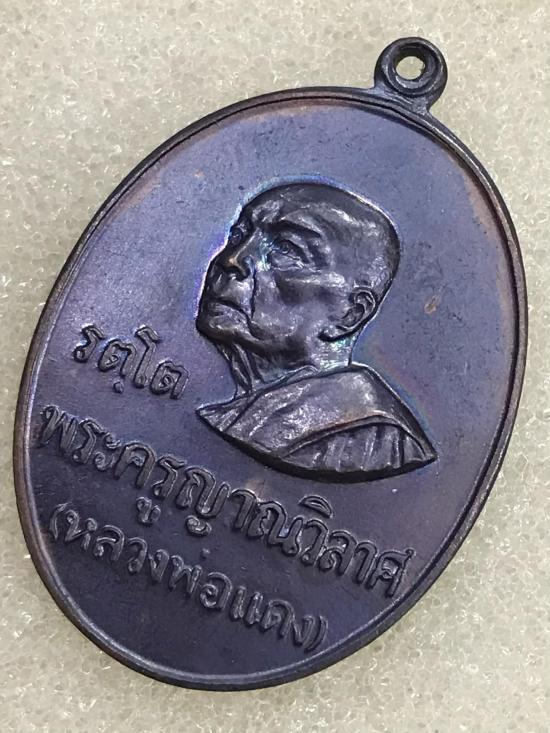 รตฺโต
พระครูญาณวิลาศ
(หลวงพ่อแดง)